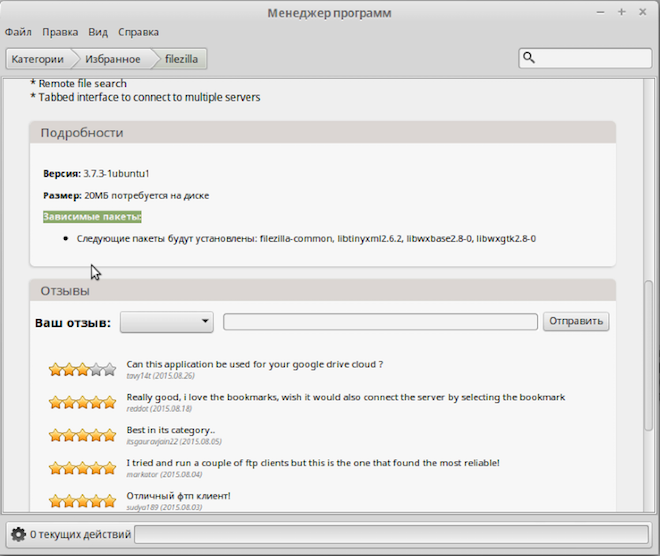 Менеджер программ
Файл Правка Вид Справка
Категории Избранное filezilla
* Remote file search
* Tabbed interface to connect to multiple servers
Подробности
Версия: 3.7.3-1ubuntu1
Размер: 20МБ потребуется на диске
Зависимые пакеты:
Следующие пакеты будут установлены: filezilla-common, libtinyxml2.6.2, libwxbase2.8-0, libwxgtk2.8-0
Отзывы
Ваш отзыв: Отправить
Can this application be used for your google drive cloud ?
tavy14t (2015.08.26)
Really good, i love the bookmarks, wish it would also connect the server by selecting the bookmark
reddot (2015.08.18)
Best in its category..
itsgauravjain22 (2015.08.05)
I tried and run a couple of ftp clients but this is the one that found the most reliable!
markator (2015.08.04)
Отличный фтп клиент!
sudya189 (2015.08.03)
0 текущих действий